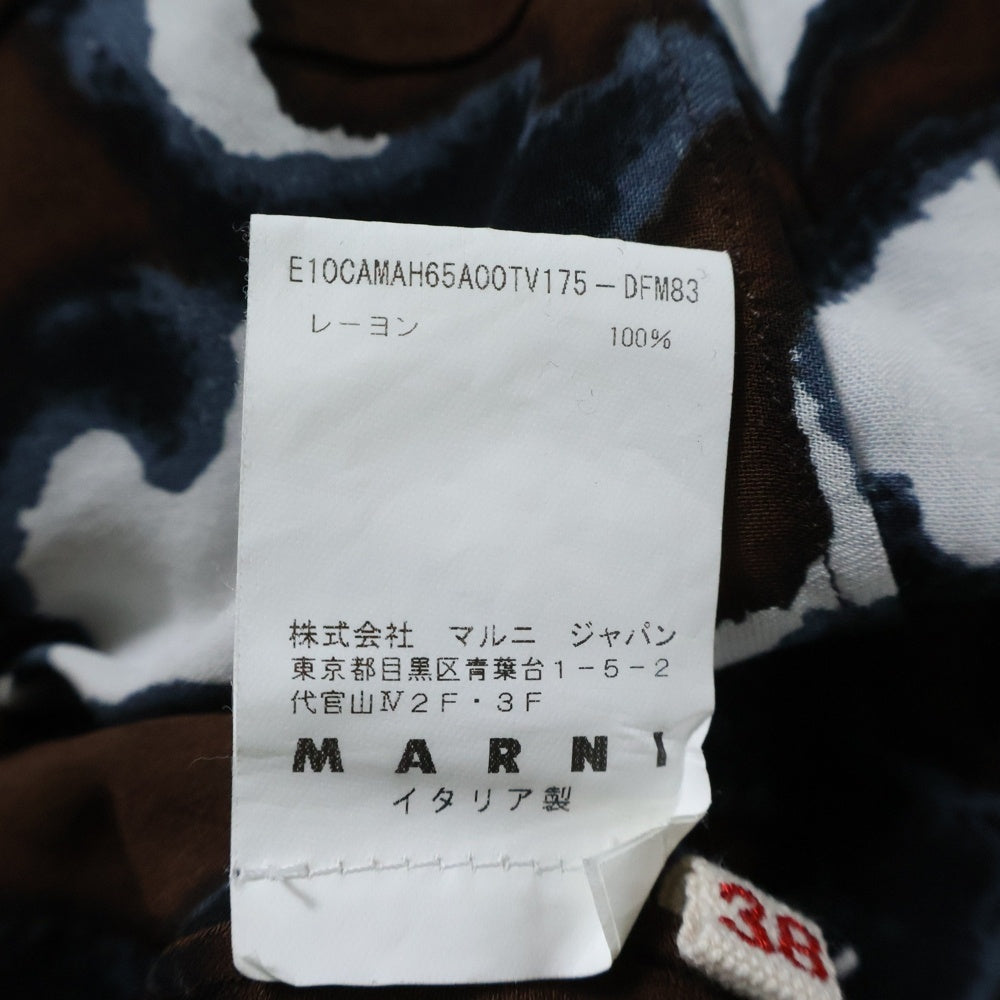 E10CAMAH65A00TV175-DFM83
レーヨン 100%
株式会社 マルニ ジャパン
東京都目黒区青葉台1-5-2
代官山Ⅳ2F・3F
MARNI
イタリア製
38